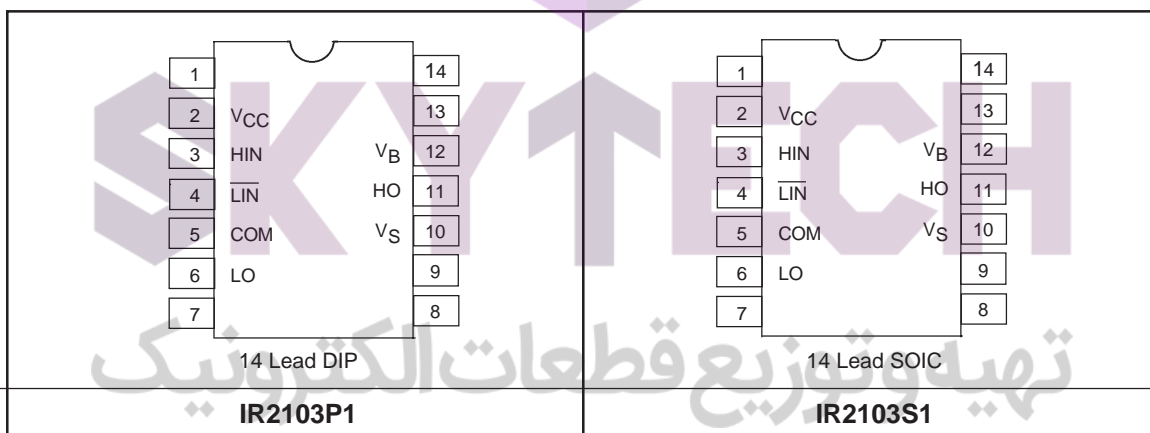 SKYTECH
1
2 VCC
3 HIN
4 L̅I̅N̅
5 COM
6 LO
7
14
13
VB 12
HO 11
VS 10
9
8
14 Lead DIP
IR2103P1
1
2 VCC
3 HIN
4 L̅I̅N̅
5 COM
6 LO
7
14
13
VB 12
HO 11
VS 10
9
8
14 Lead SOIC
IR2103S1
تهیه و توزیع قطعات الکترونیک